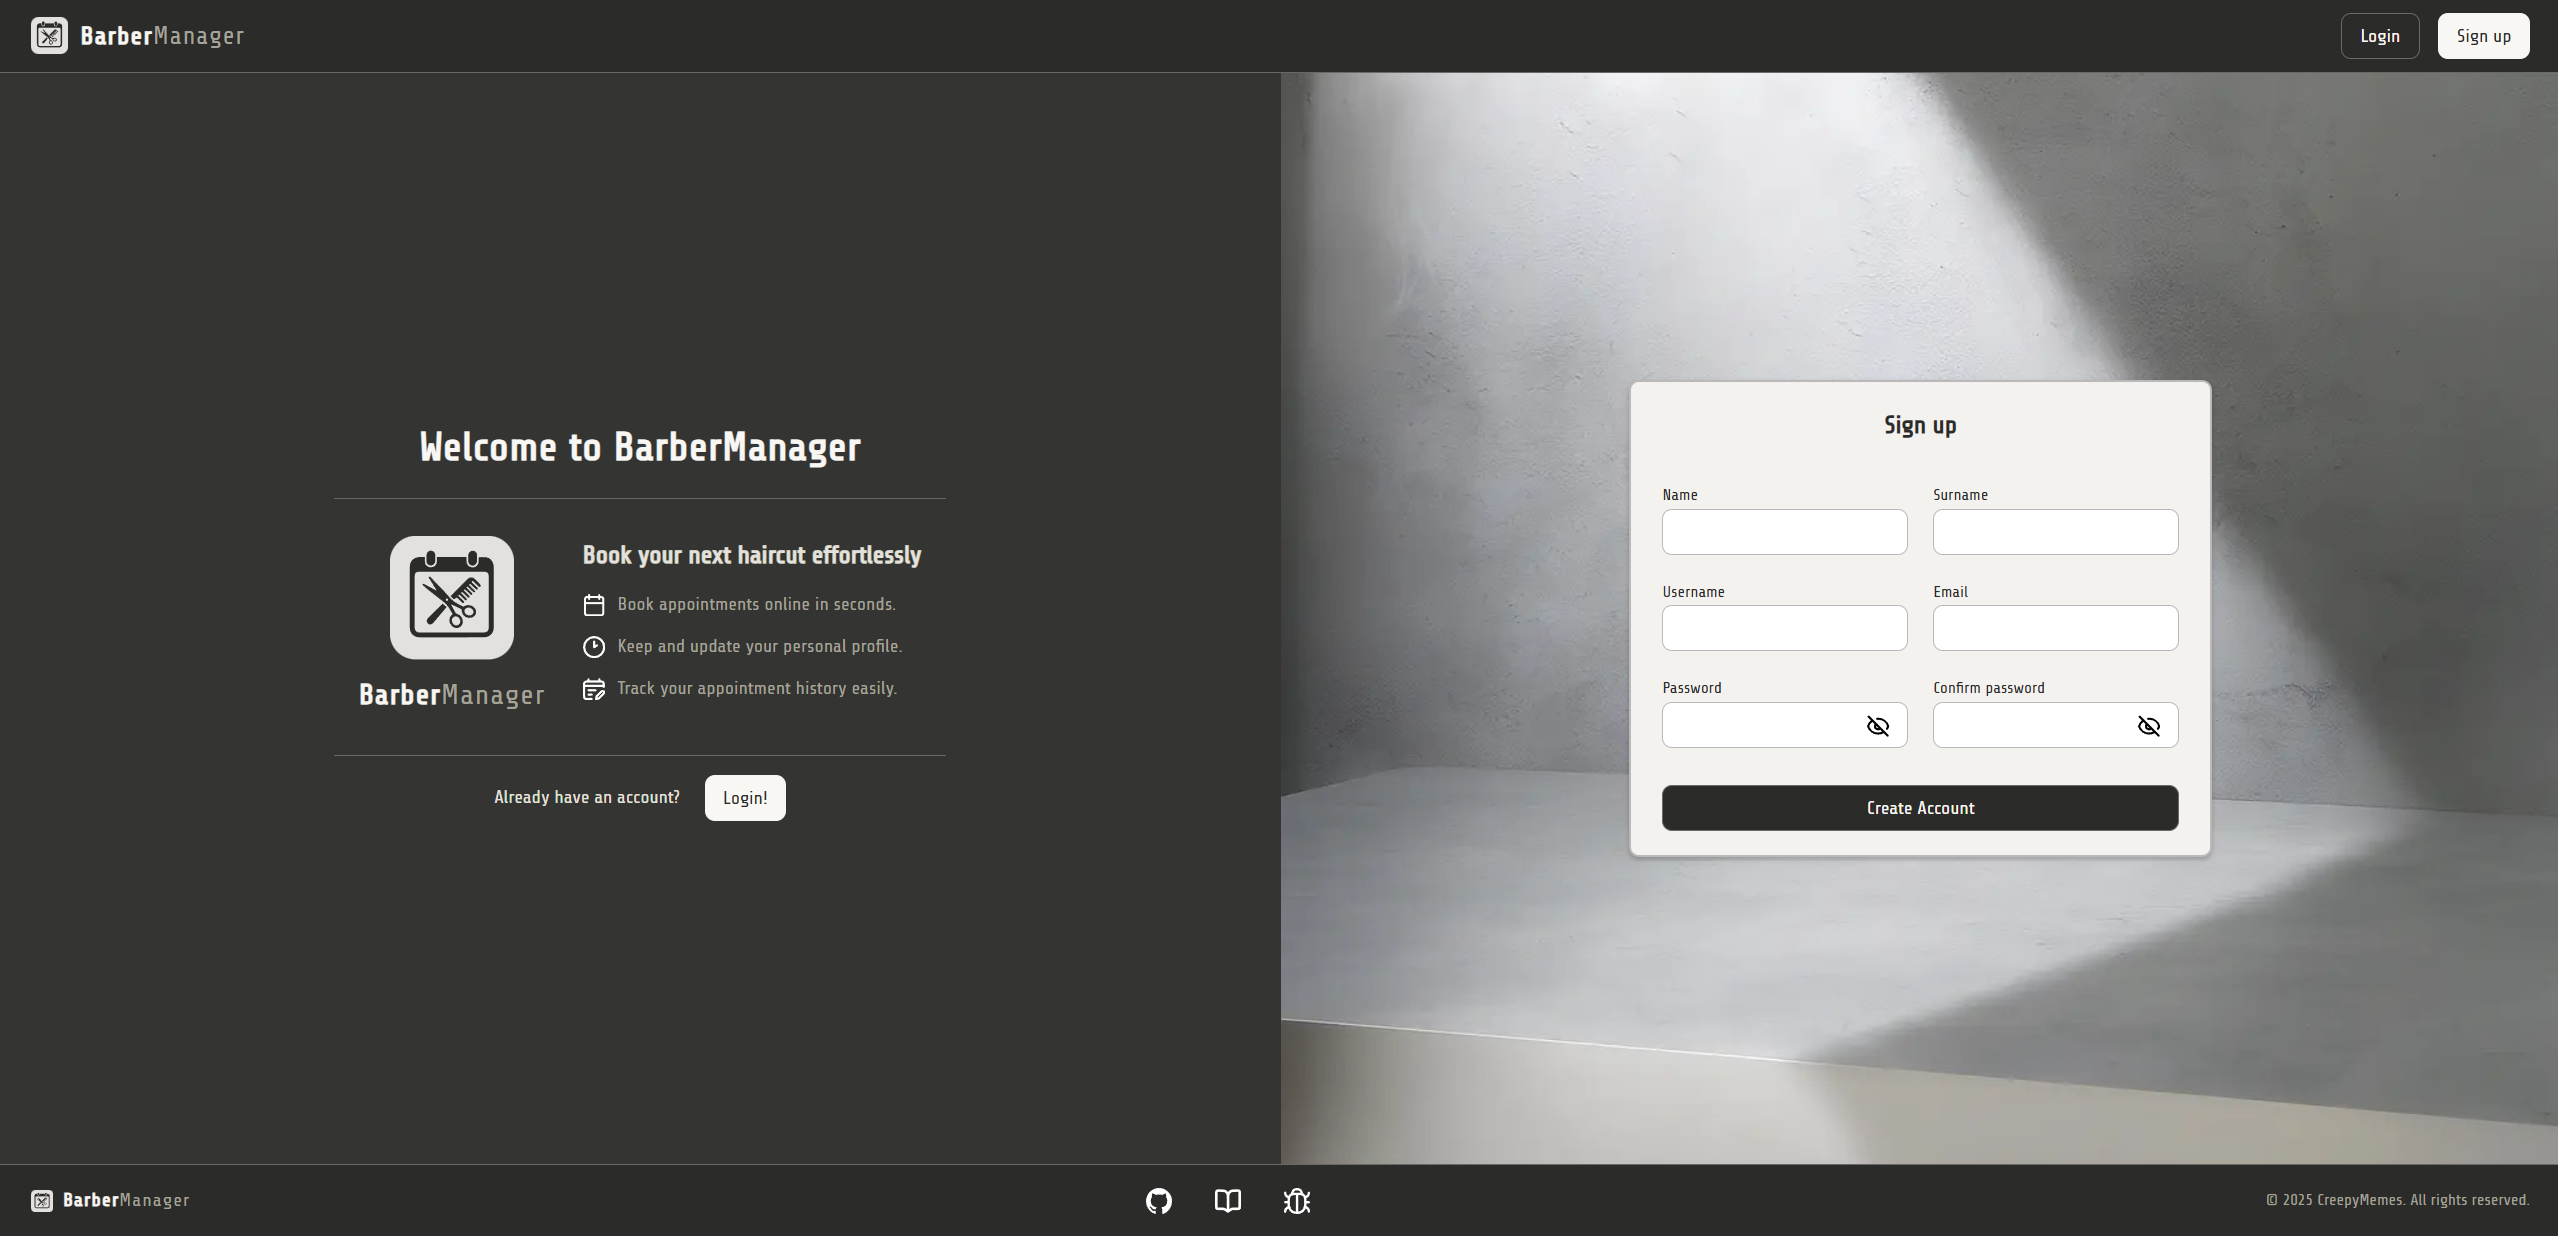 BarberManager
Login
Sign up
Welcome to BarberManager
BarberManager
Book your next haircut effortlessly
Book appointments online in seconds.
Keep and update your personal profile.
Track your appointment history easily.
Already have an account?
Login!
Sign up
Name
Surname
Username
Email
Password
Confirm password
Create Account
BarberManager
© 2025 CreepyMemes. All rights reserved.